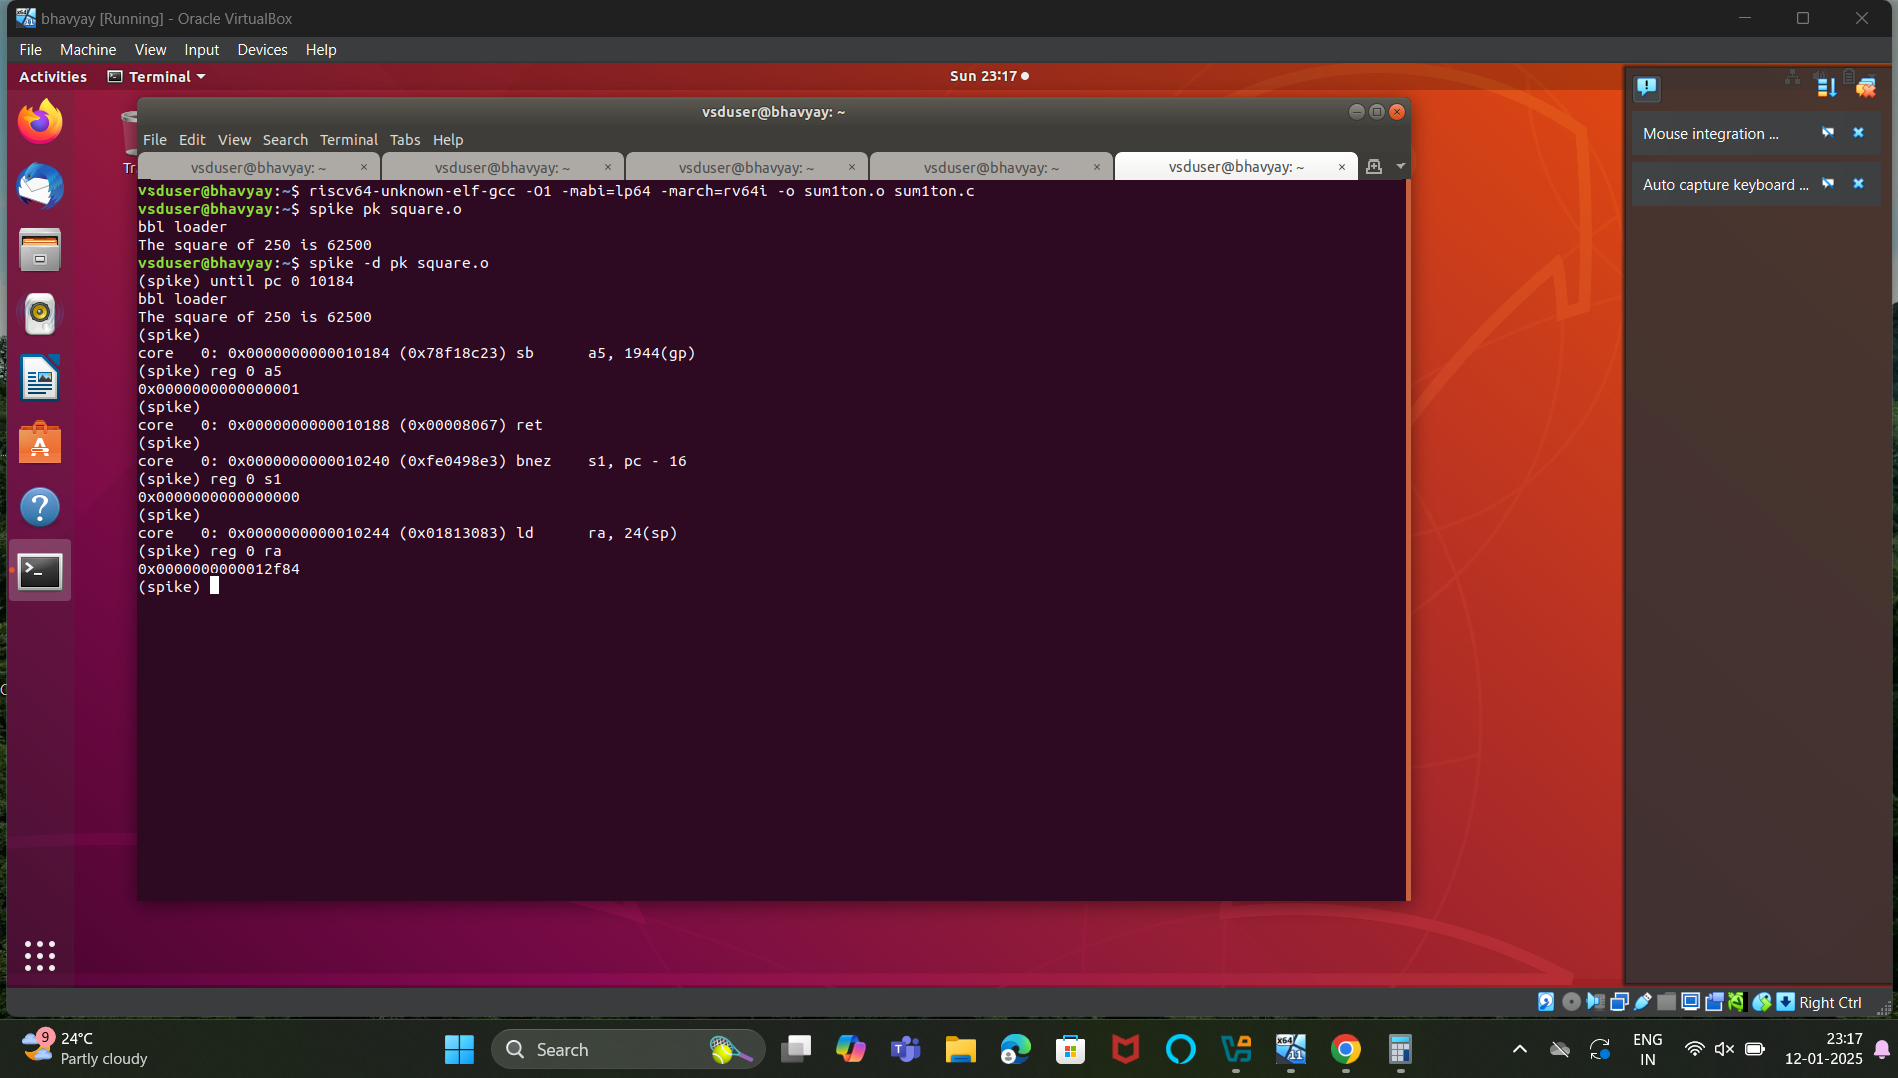 bhavyay [Running] - Oracle VirtualBox
File Machine View Input Devices Help
Activities Terminal Sun 23:17
vsduser@bhavyay: ~
File Edit View Search Terminal Tabs Help
vsduser@bhavyay: ~ vsduser@bhavyay: ~ vsduser@bhavyay: ~ vsduser@bhavyay: ~ vsduser@bhavyay: ~
vsduser@bhavyay:~$ riscv64-unknown-elf-gcc -O1 -mabi=lp64 -march=rv64i -o sum1ton.o sum1ton.c
vsduser@bhavyay:~$ spike pk square.o
bbl loader
The square of 250 is 62500
vsduser@bhavyay:~$ spike -d pk square.o
(spike) until pc 0 10184
bbl loader
The square of 250 is 62500
(spike)
core   0: 0x0000000000010184 (0x78f18c23) sb      a5, 1944(gp)
(spike) reg 0 a5
0x0000000000000001
(spike)
core   0: 0x0000000000010188 (0x00008067) ret
(spike)
core   0: 0x0000000000010240 (0xfe0498e3) bnez    s1, pc - 16
(spike) reg 0 s1
0x0000000000000000
(spike)
core   0: 0x0000000000010244 (0x01813083) ld      ra, 24(sp)
(spike) reg 0 ra
0x0000000000012f84
(spike)
Mouse integration ...
Auto capture keyboard ...
Right Ctrl
9
24°C
Partly cloudy
Search
ENG
IN
23:17
12-01-2025